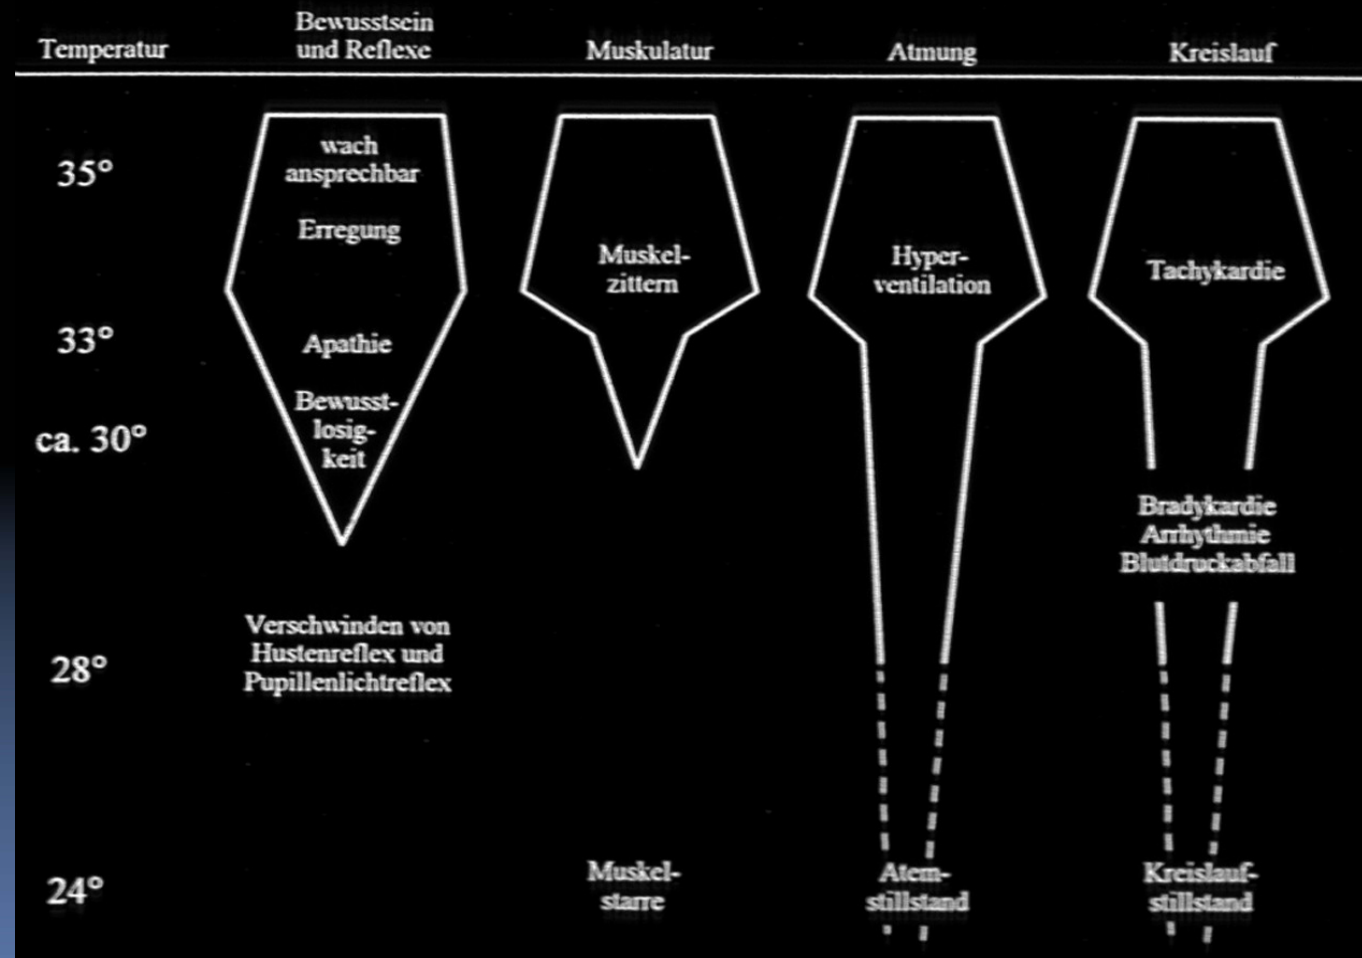 Temperatur
Bewusstsein
und Reflexe
Muskulatur
Atmung
Kreislauf
35°
wach
ansprechbar
Erregung
Muskel-
zittern
Hyper-
ventilation
Tachykardie
33°
Apathie
ca. 30°
Bewusst-
losig-
keit
Bradykardie
Arrhythmie
Blutdruckabfall
28°
Verschwinden von
Hustenreflex und
Pupillenlichtreflex
24°
Muskel-
starre
Atem-
stillstand
Kreislauf-
stillstand